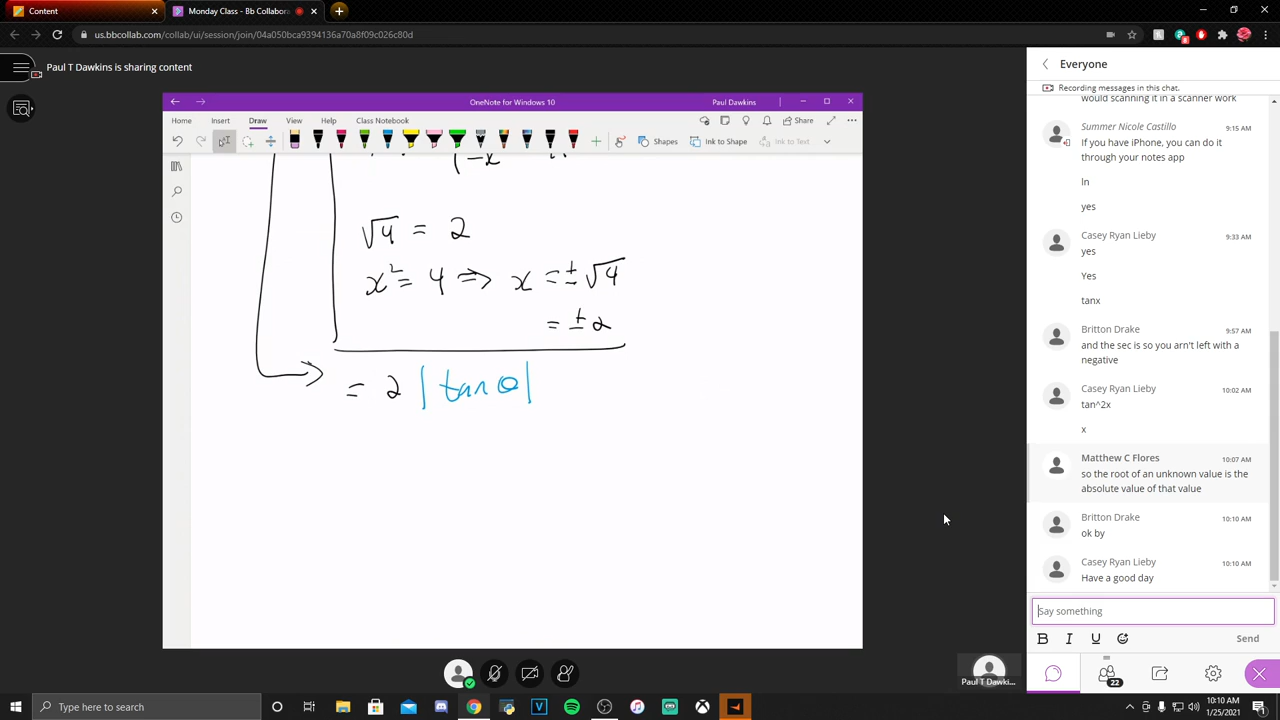 Content
Monday Class - Bb Collabora
us.bbcollab.com/collab/ui/session/join/04a050bca9394136a70a8f09c026c80d
Paul T Dawkins is sharing content
OneNote for Windows 10
Paul Dawkins
Home Insert Draw View Help Class Notebook
Share
Shapes Ink to Shape Ink to Text
√4 = 2
x² = 4 ⇒ x = ± √4
= ± 2
= 2 | tan θ |
Everyone
Recording messages in this chat.
would scanning it in a scanner work
Summer Nicole Castillo 9:15 AM
If you have iPhone, you can do it
through your notes app
ln
yes
Casey Ryan Lieby 9:33 AM
yes
Yes
tanx
Britton Drake 9:57 AM
and the sec is so you arn't left with a
negative
Casey Ryan Lieby 10:02 AM
tan^2x
x
Matthew C Flores 10:07 AM
so the root of an unknown value is the
absolute value of that value
Britton Drake 10:10 AM
ok by
Casey Ryan Lieby 10:10 AM
Have a good day
Say something
B I U
Send
22
Paul T Dawki...
Type here to search
10:10 AM
1/25/2021